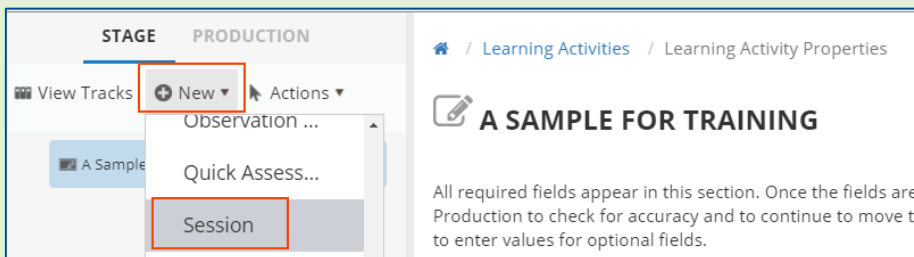 STAGE PRODUCTION
View Tracks New ▾ Actions ▾
Observation ...
A Sample
Quick Assess...
Session
/ Learning Activities / Learning Activity Properties
A SAMPLE FOR TRAINING
All required fields appear in this section. Once the fields are
Production to check for accuracy and to continue to move t
to enter values for optional fields.